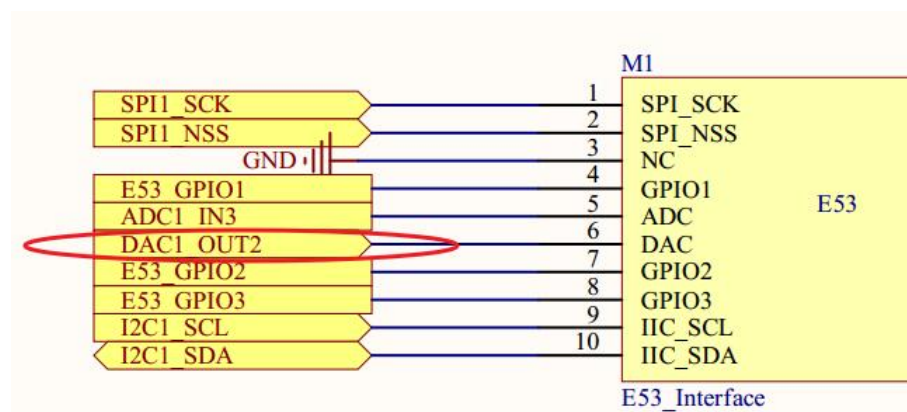 M1
SPI1_SCK 1 SPI_SCK
SPI1_NSS 2 SPI_NSS
GND 3 NC
E53_GPIO1 4 GPIO1
ADC1_IN3 5 ADC E53
DAC1_OUT2 6 DAC
E53_GPIO2 7 GPIO2
E53_GPIO3 8 GPIO3
I2C1_SCL 9 IIC_SCL
I2C1_SDA 10 IIC_SDA
E53_Interface